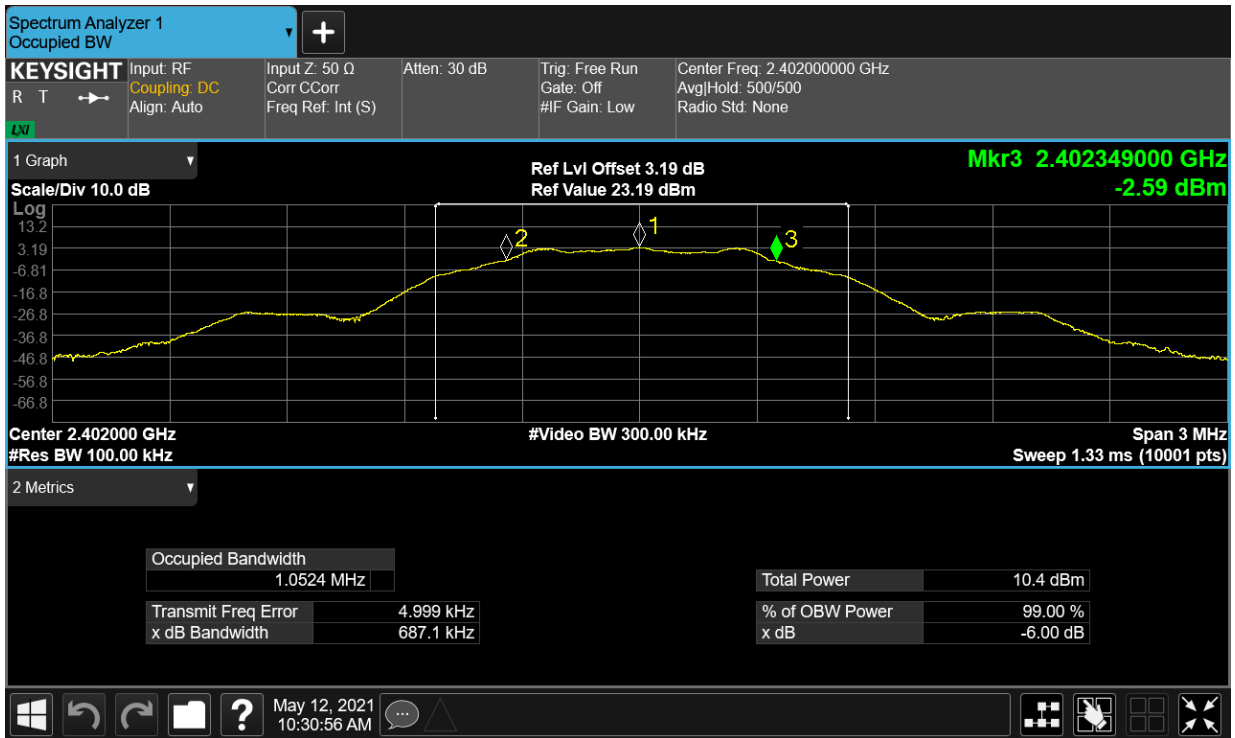 Spectrum Analyzer 1
Occupied BW
▼
+
KEYSIGHT
R T
LXI
Input: RF
Coupling: DC
Align: Auto
Input Z: 50 Ω
Corr CCorr
Freq Ref: Int (S)
Atten: 30 dB
Trig: Free Run
Gate: Off
#IF Gain: Low
Center Freq: 2.402000000 GHz
Avg|Hold: 500/500
Radio Std: None
1 Graph ▼
Scale/Div 10.0 dB
Ref Lvl Offset 3.19 dB
Ref Value 23.19 dBm
Mkr3 2.402349000 GHz
-2.59 dBm
Log
13.2
3.19
-6.81
-16.8
-26.8
-36.8
-46.8
-56.8
-66.8
2
1
3
Center 2.402000 GHz
#Res BW 100.00 kHz
#Video BW 300.00 kHz
Span 3 MHz
Sweep 1.33 ms (10001 pts)
2 Metrics ▼
Occupied Bandwidth
1.0524 MHz
Transmit Freq Error 4.999 kHz
x dB Bandwidth 687.1 kHz
Total Power 10.4 dBm
% of OBW Power 99.00 %
x dB -6.00 dB
?
May 12, 2021
10:30:56 AM